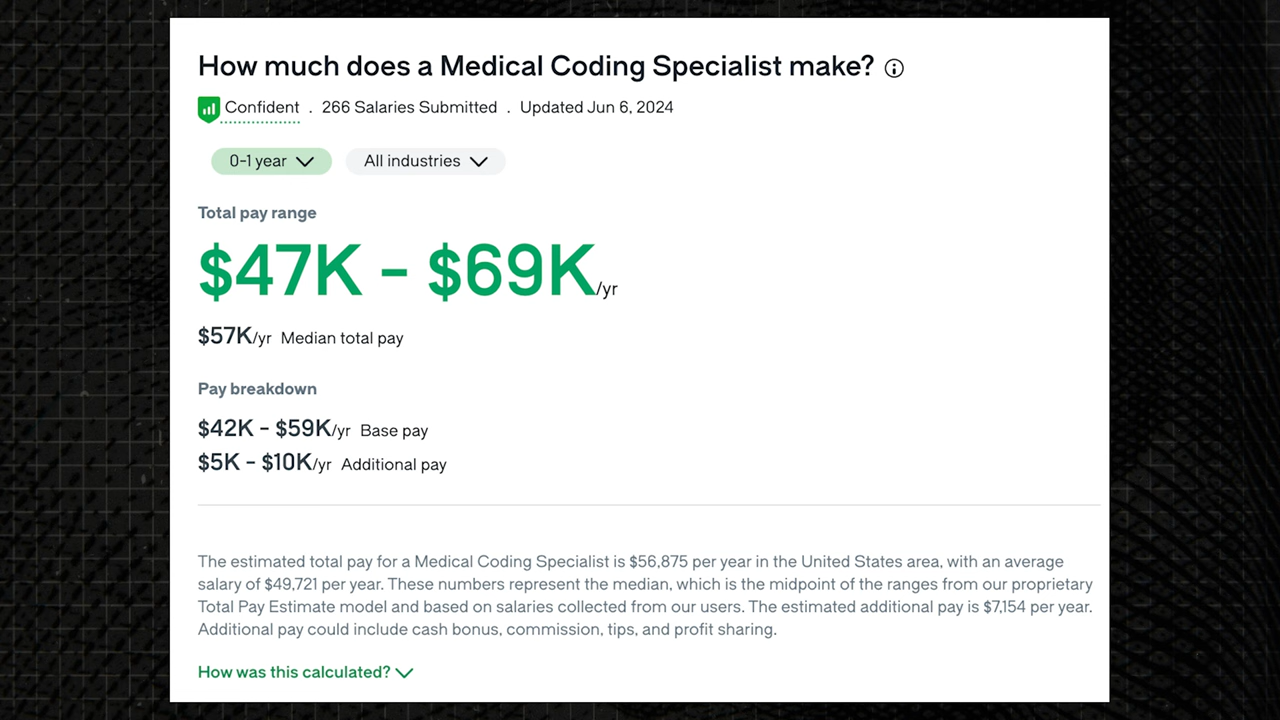 How much does a Medical Coding Specialist make?
Confident . 266 Salaries Submitted . Updated Jun 6, 2024
0-1 year All industries
Total pay range
$47K - $69K/yr
$57K/yr Median total pay
Pay breakdown
$42K - $59K/yr Base pay
$5K - $10K/yr Additional pay
The estimated total pay for a Medical Coding Specialist is $56,875 per year in the United States area, with an average
salary of $49,721 per year. These numbers represent the median, which is the midpoint of the ranges from our proprietary
Total Pay Estimate model and based on salaries collected from our users. The estimated additional pay is $7,154 per year.
Additional pay could include cash bonus, commission, tips, and profit sharing.
How was this calculated?